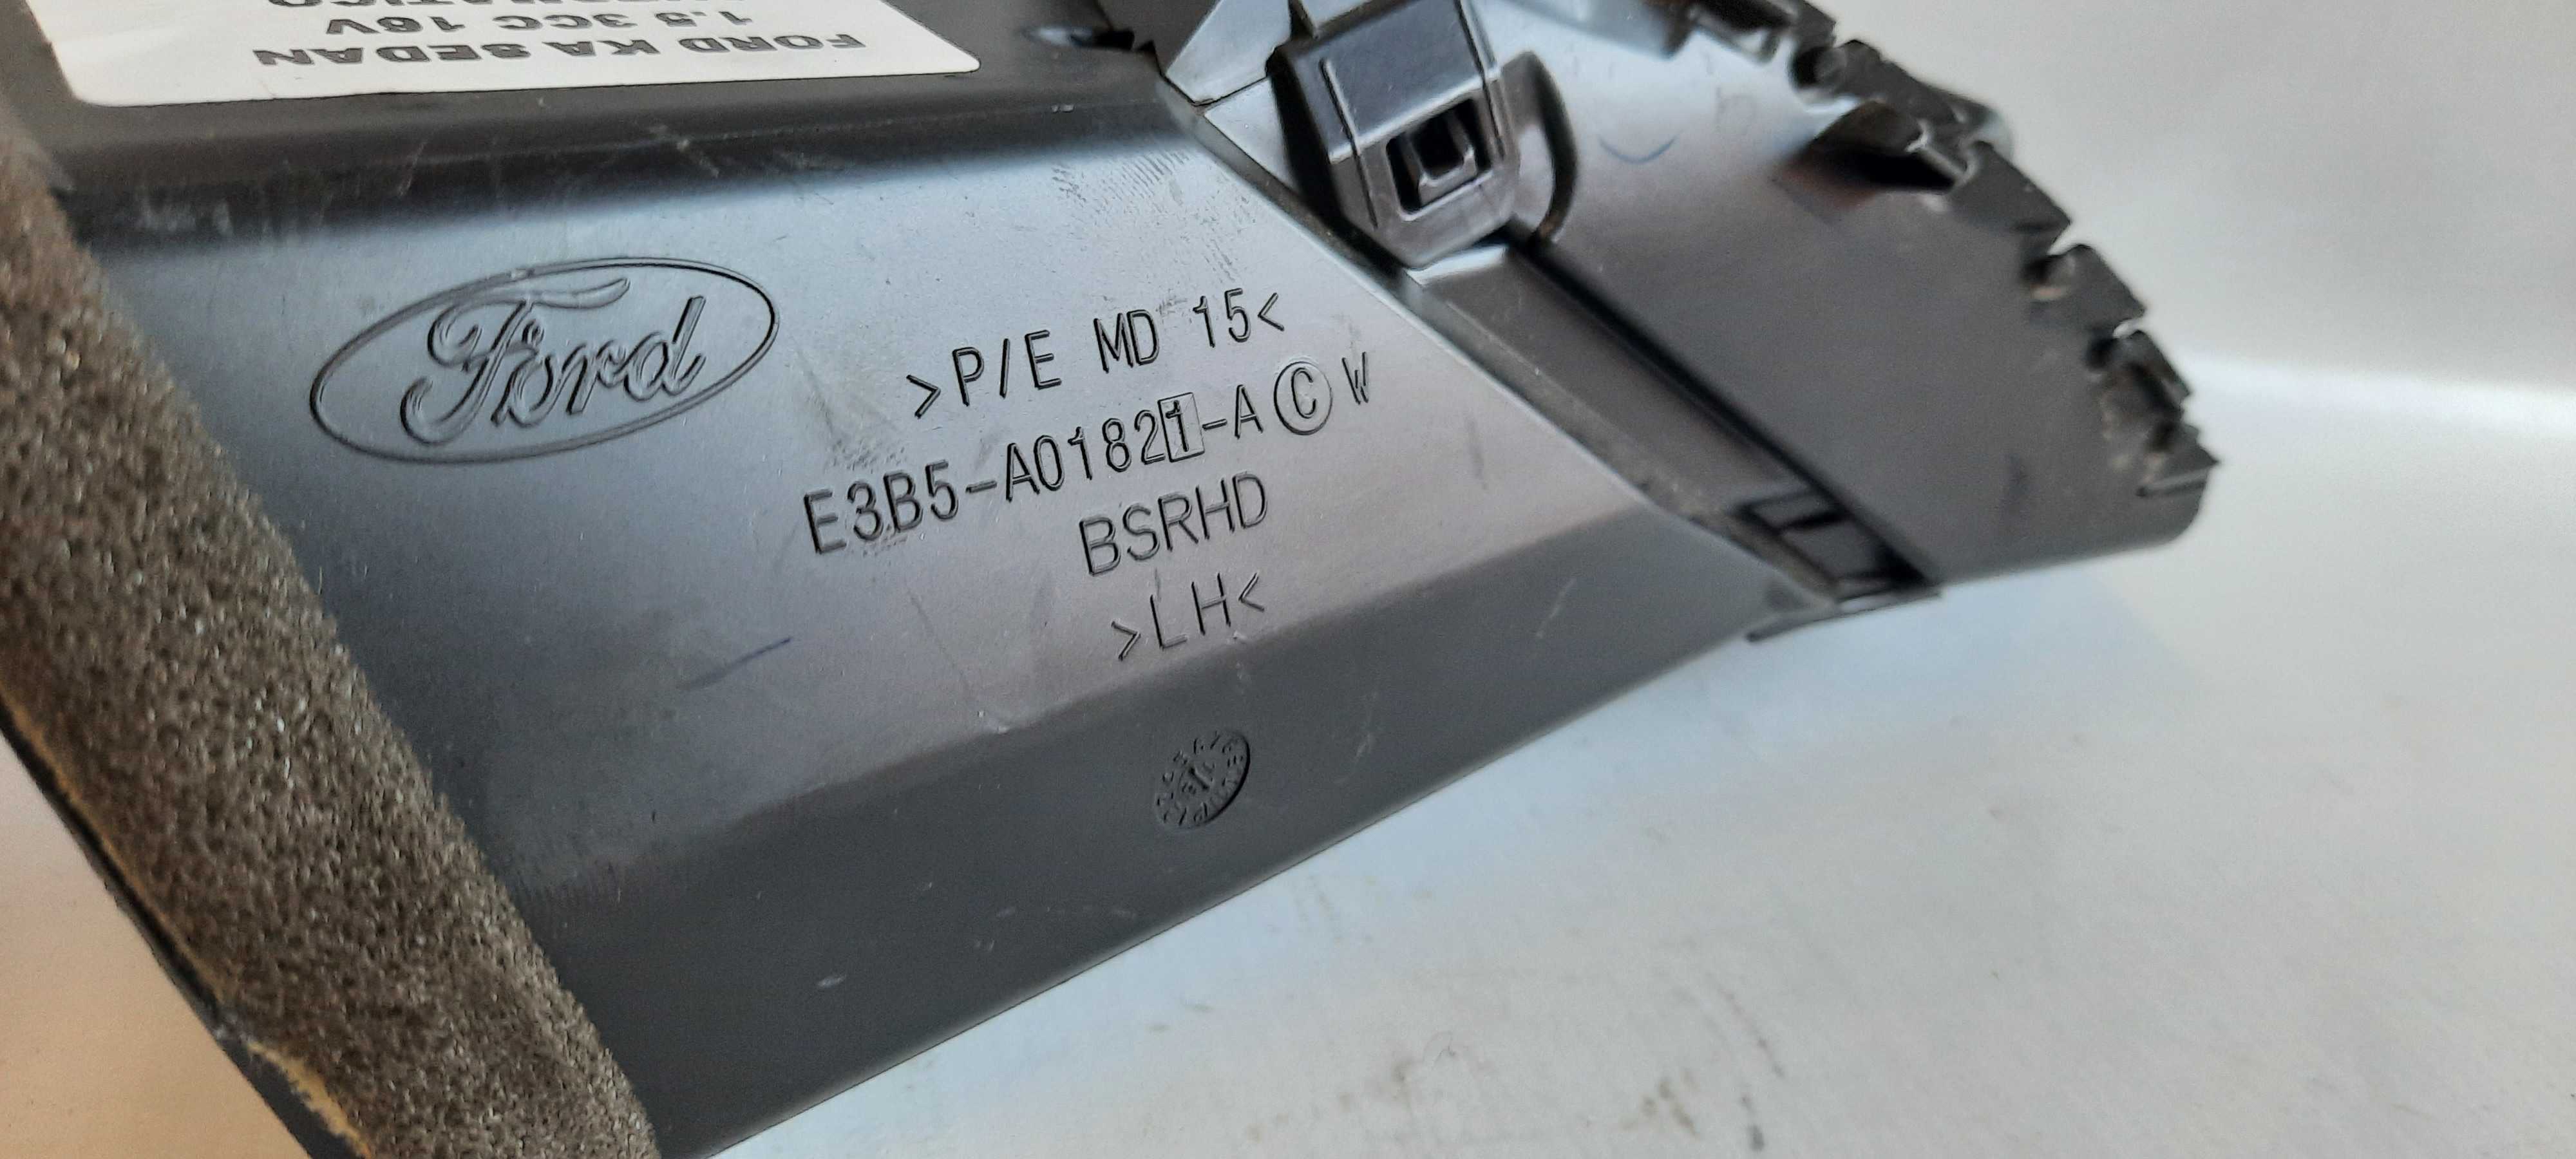 FORD KA SEDAN
1.5 3CC 16V
Ford
>P/E MD 15<
E3B5-A01821-A Ⓒ W
BSRHD
>LH<